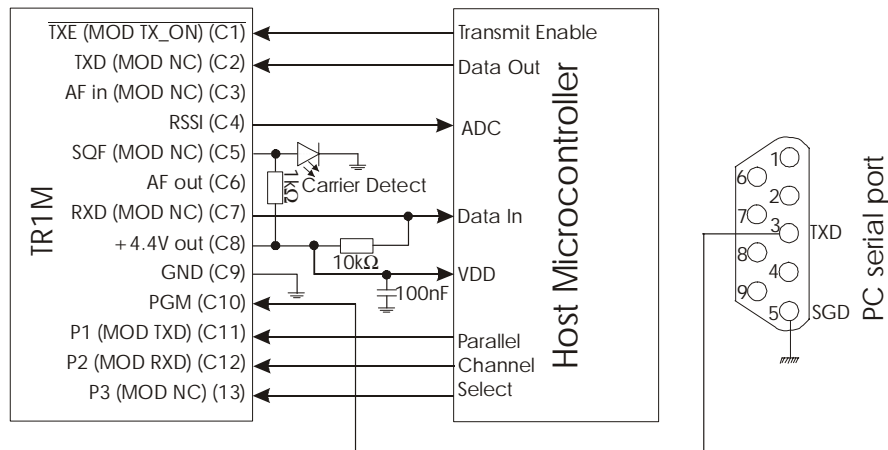 TR1M
TXE (MOD TX_ON) (C1)
TXD (MOD NC) (C2)
AF in (MOD NC) (C3)
RSSI (C4)
SQF (MOD NC) (C5)
AF out (C6)
RXD (MOD NC) (C7)
+4.4V out (C8)
GND (C9)
PGM (C10)
P1 (MOD TXD) (C11)
P2 (MOD RXD) (C12)
P3 (MOD NC) (13)
1kΩ
Carrier Detect
10kΩ
100nF
Transmit Enable
Data Out
ADC
Data In
VDD
Parallel
Channel
Select
Host Microcontroller
1
6
2
7
3
TXD
8
4
9
5
SGD
PC serial port